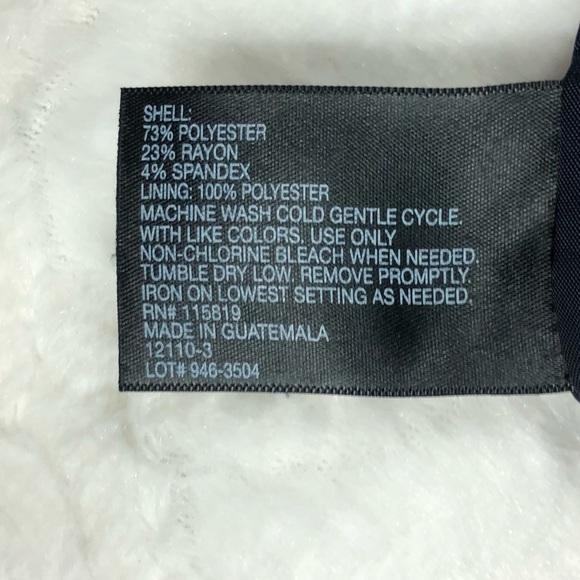 SHELL:
73% POLYESTER
23% RAYON
4% SPANDEX
LINING: 100% POLYESTER
MACHINE WASH COLD GENTLE CYCLE.
WITH LIKE COLORS. USE ONLY
NON-CHLORINE BLEACH WHEN NEEDED.
TUMBLE DRY LOW. REMOVE PROMPTLY.
IRON ON LOWEST SETTING AS NEEDED.
RN# 115819
MADE IN GUATEMALA
12110-3
LOT# 946-3504